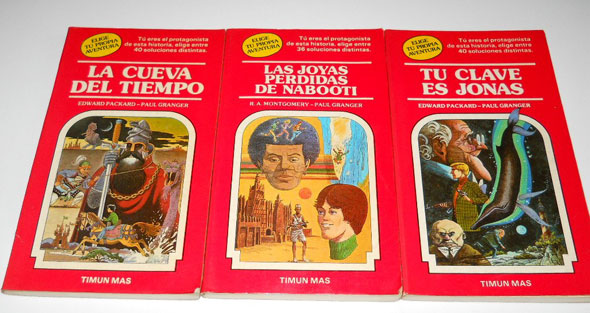 ELIGE
TU PROPIA
AVENTURA
Tú eres el protagonista
de esta historia, elige entre
40 soluciones distintas.
LA CUEVA
DEL TIEMPO
EDWARD PACKARD - PAUL GRANGER
TIMUN MAS
ELIGE
TU PROPIA
AVENTURA
Tú eres el protagonista
de esta historia, elige entre
36 soluciones distintas.
LAS JOYAS
PERDIDAS
DE NABOOTI
R. A. MONTGOMERY - PAUL GRANGER
TIMUN MAS
ELIGE
TU PROPIA
AVENTURA
Tú eres el protagonista
de esta historia, elige entre
40 soluciones distintas.
TU CLAVE
ES JONAS
EDWARD PACKARD - PAUL GRANGER
TIMUN MAS